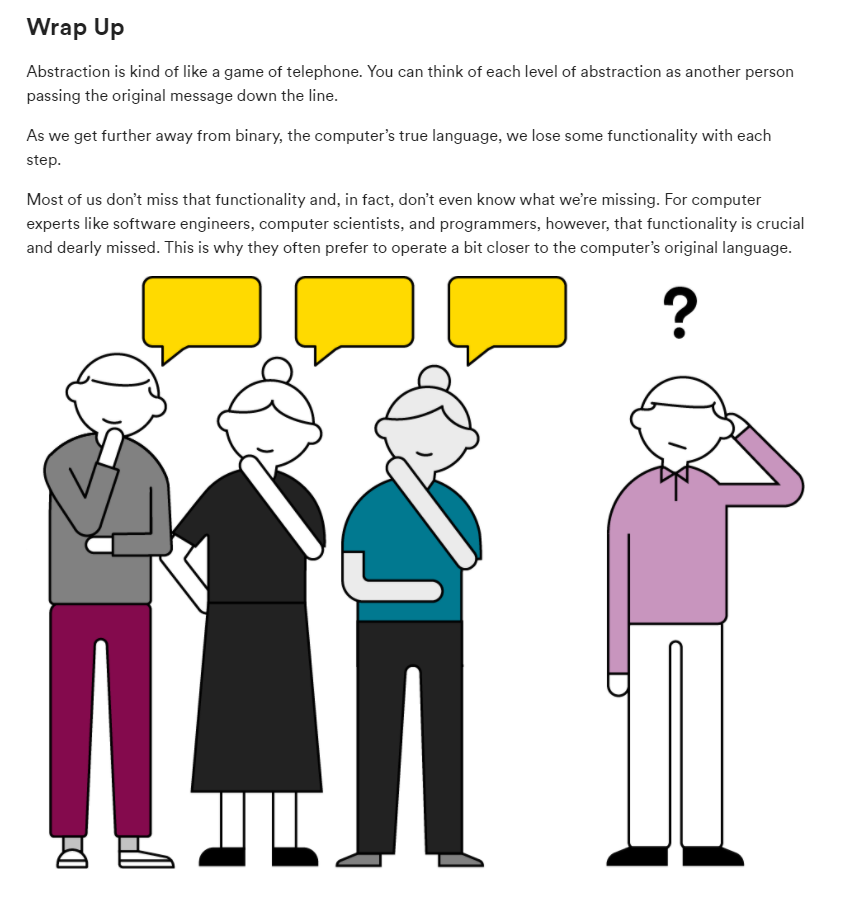 Wrap Up
Abstraction is kind of like a game of telephone. You can think of each level of abstraction as another person
passing the original message down the line.
As we get further away from binary, the computer’s true language, we lose some functionality with each
step.
Most of us don’t miss that functionality and, in fact, don’t even know what we’re missing. For computer
experts like software engineers, computer scientists, and programmers, however, that functionality is crucial
and dearly missed. This is why they often prefer to operate a bit closer to the computer’s original language.
?